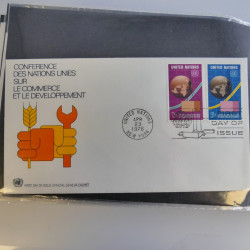 CONFERENCE
DES NATIONS UNIES
SUR
LE COMMERCE
ET LE DEVELOPPEMENT
UNITED NATIONS
UNITED NATIONS
UNITED NATIONS
APR
23
1976
NEW YORK
DAY OF
ISSUE